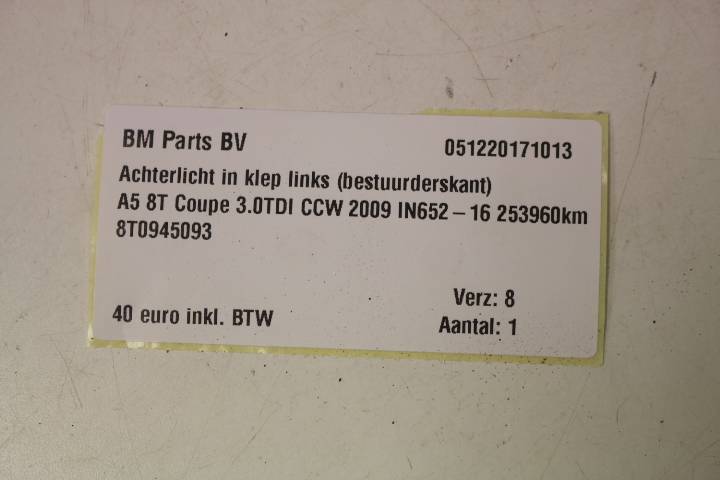 BM Parts BV 051220171013
Achterlicht in klep links (bestuurderskant)
A5 8T Coupe 3.0TDI CCW 2009 IN652 – 16 253960km
8T0945093
Verz: 8
40 euro inkl. BTW
Aantal: 1